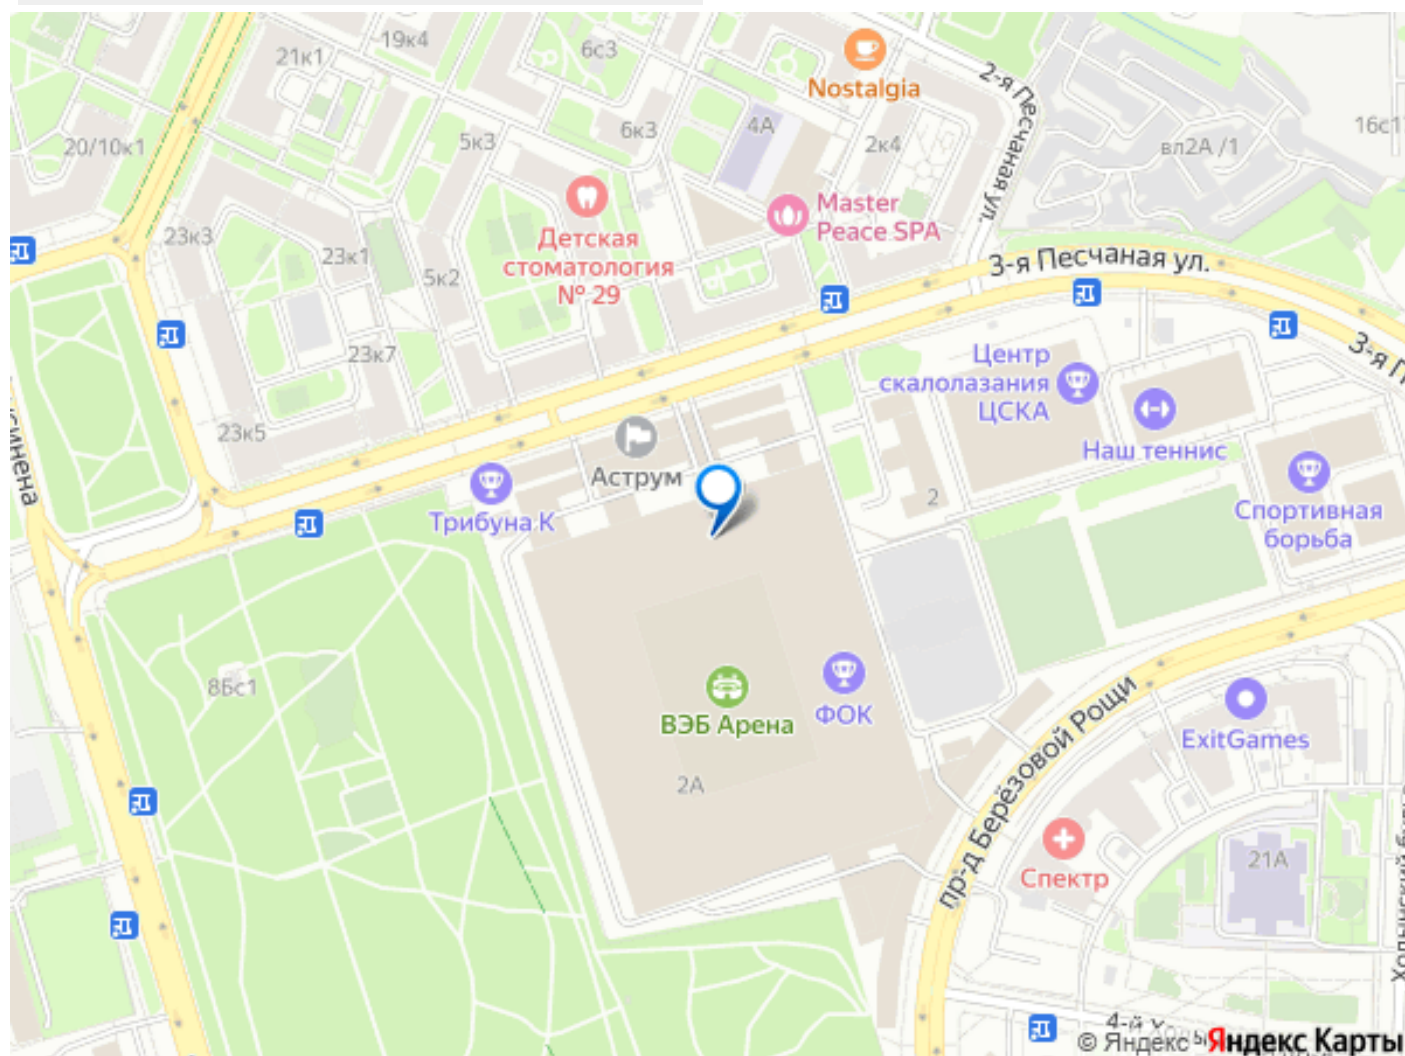 19к4
21к1
6с3
Nostalgia
2-я Песчаная ул.
20/10к1
5к3
6к3
4А
2к4
вл2А /1
Master
Peace SPA
23к3
23к1
5к2
Детская
стоматология
№ 29
3-я Песчаная ул.
23к7
Центр
скалолазания
ЦСКА
3-я
23к5
Аструм
Наш теннис
Трибуна К
2
Спортивная
борьба
8Бс1
ВЭБ Арена
ФОК
2А
ExitGames
пр-д Берёзовой Рощи
Спектр
21А
4-й
© Яндекс
Яндекс Карты